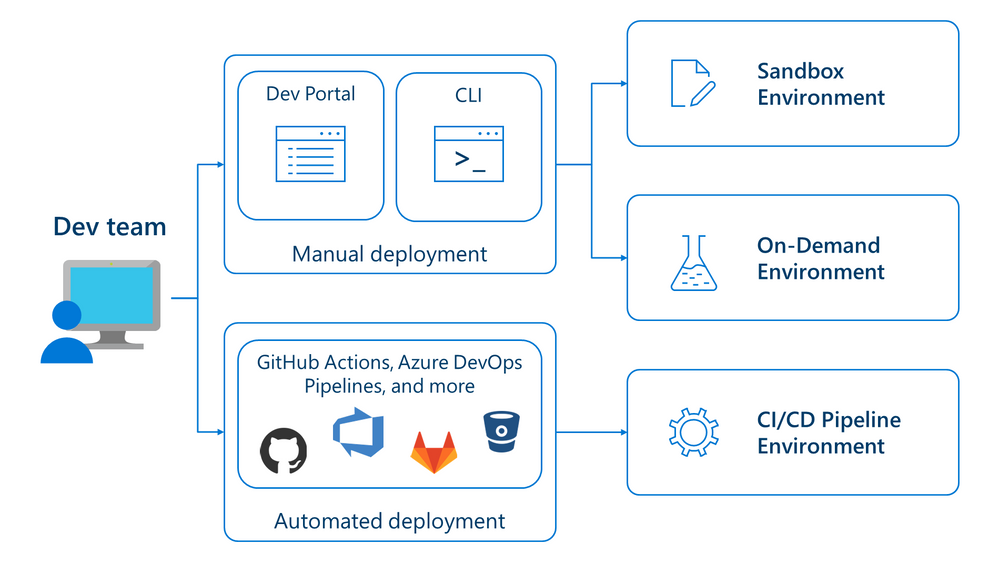 Dev team
Dev Portal
CLI
>_
Manual deployment
GitHub Actions, Azure DevOps
Pipelines, and more
Automated deployment
Sandbox
Environment
On-Demand
Environment
CI/CD Pipeline
Environment